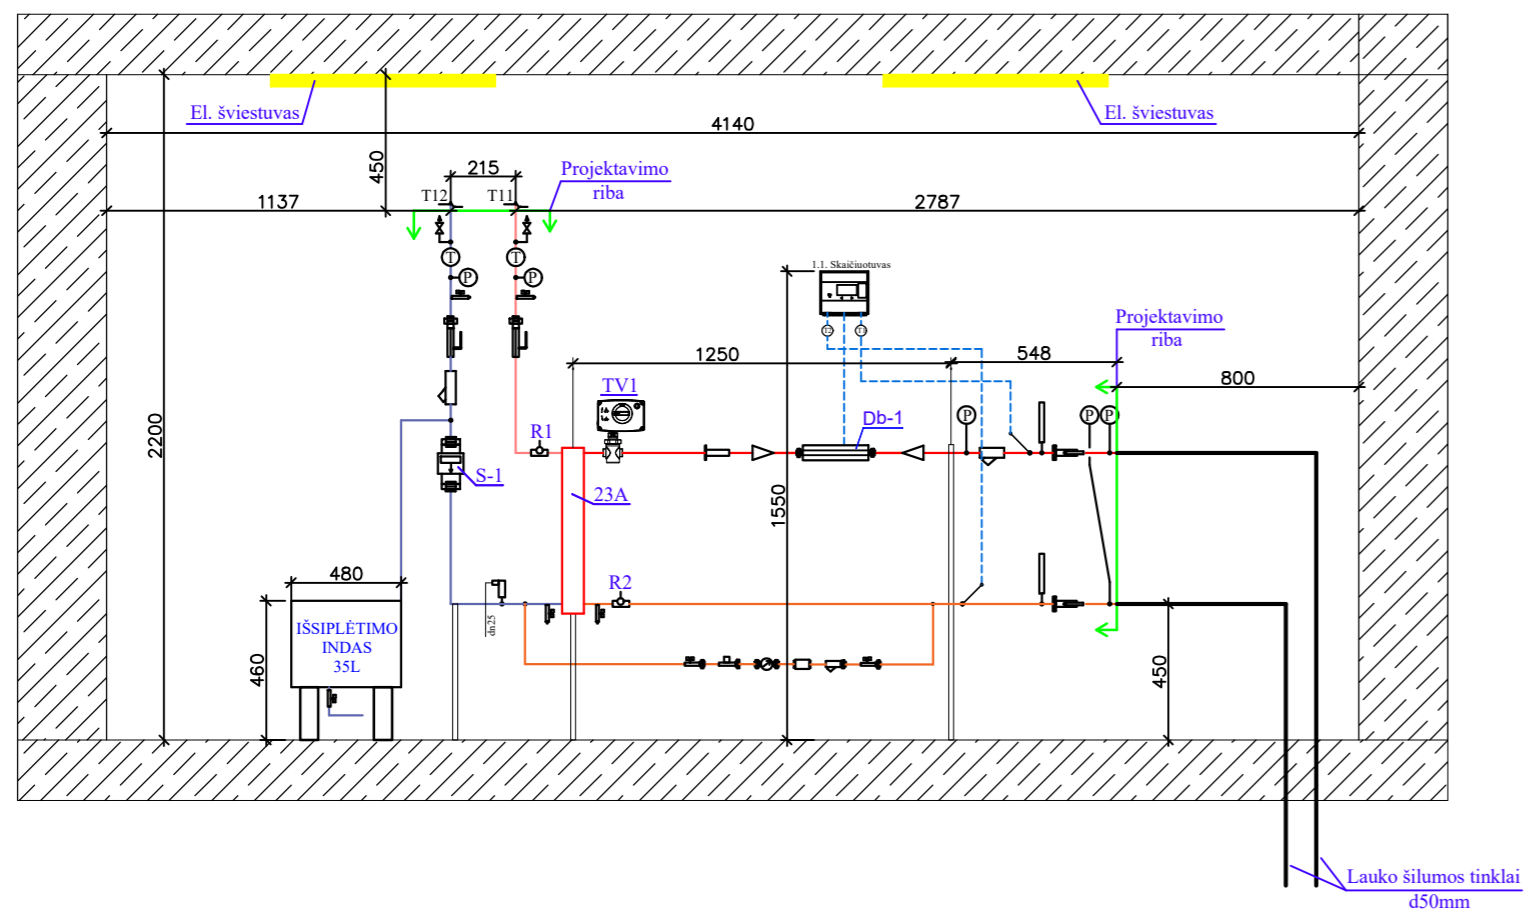 El. šviestuvas
El. šviestuvas
4140
450
215
Projektavimo
riba
T12
T11
1137
2787
T
T
P
P
1.1. Skaičiuotuvas
T2
T1
Projektavimo
riba
1250
548
800
TV1
R1
Db-1
P
P
P
2200
S-1
23A
1550
480
R2
dn25
IŠSIPLĖTIMO
INDAS
35L
460
450
Lauko šilumos tinklai
d50mm